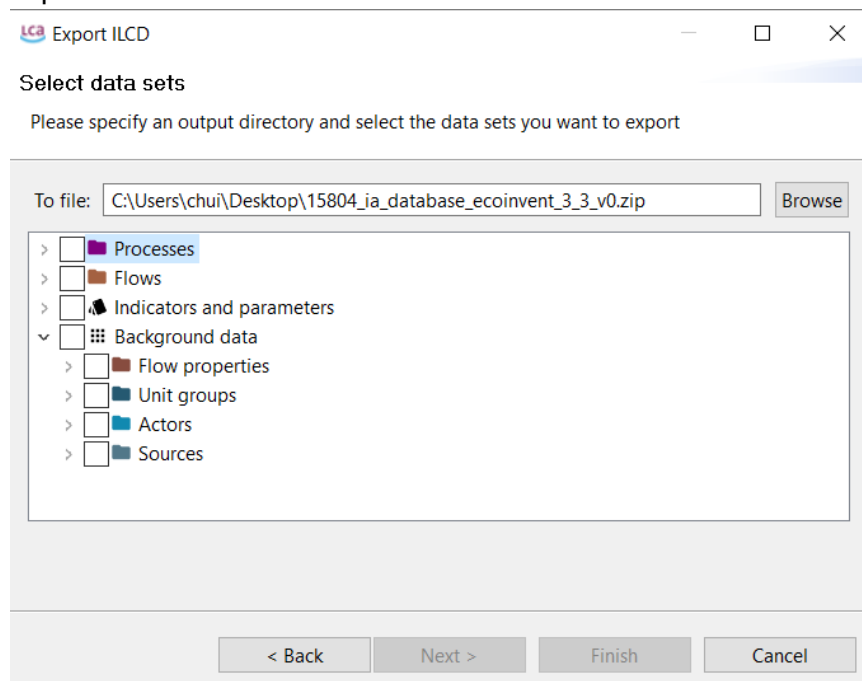 LCA Export ILCD
Select data sets
Please specify an output directory and select the data sets you want to export
To file: C:\Users\chui\Desktop\15804_ia_database_ecoinvent_3_3_v0.zip Browse
Processes
Flows
Indicators and parameters
Background data
Flow properties
Unit groups
Actors
Sources
< Back Next > Finish Cancel